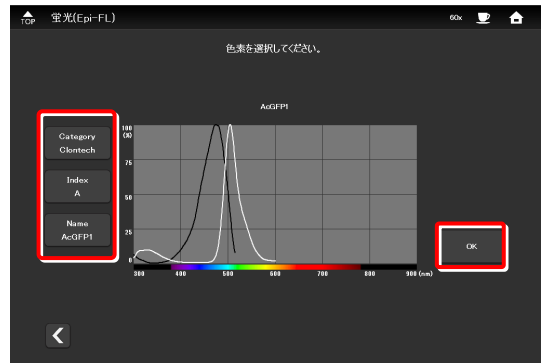 TOP 蛍光(Epi-FL) 60x
色素を選択してください。
AcGFP1
Category
Clontech
Index
A
Name
AcGFP1
100
(%)
75
50
25
0
300 400 500 600 700 800 900 (nm)
OK